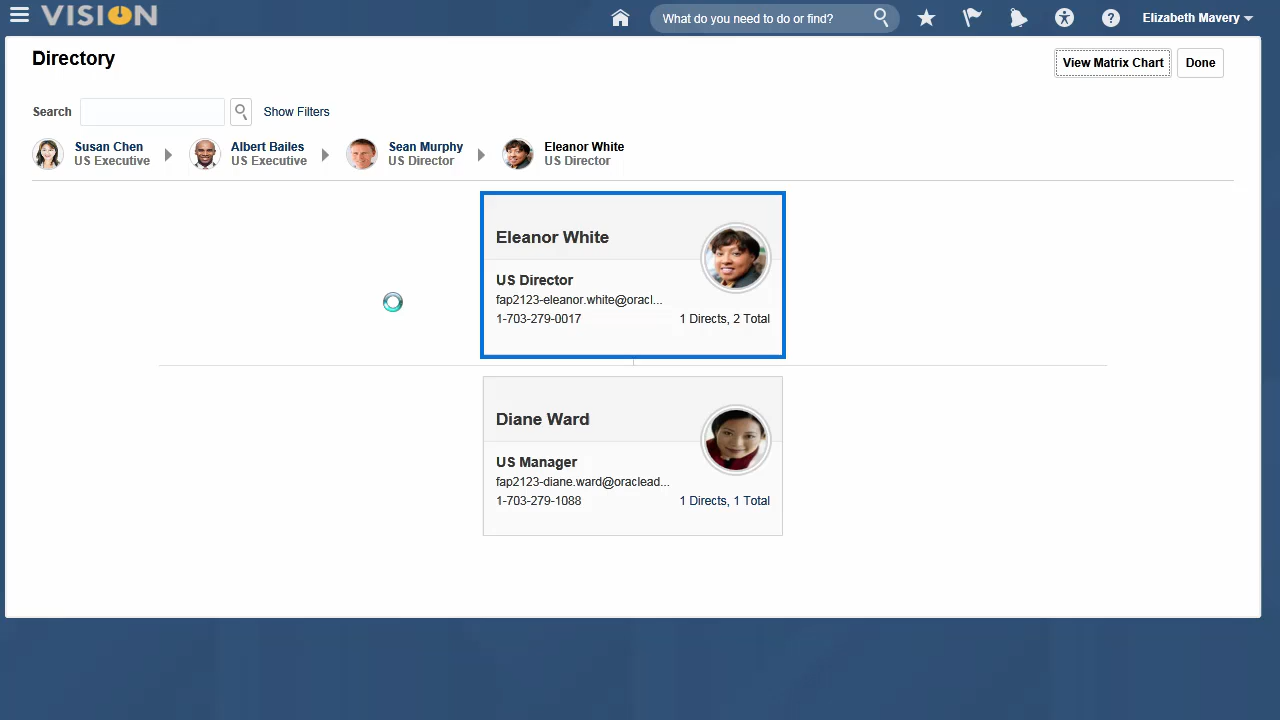 VISION
What do you need to do or find?
Elizabeth Mavery
Directory
View Matrix Chart
Done
Search
Show Filters
Susan Chen
US Executive
Albert Bailes
US Executive
Sean Murphy
US Director
Eleanor White
US Director
Eleanor White
US Director
fap2123-eleanor.white@oracl...
1-703-279-0017
1 Directs, 2 Total
Diane Ward
US Manager
fap2123-diane.ward@oraclead...
1-703-279-1088
1 Directs, 1 Total